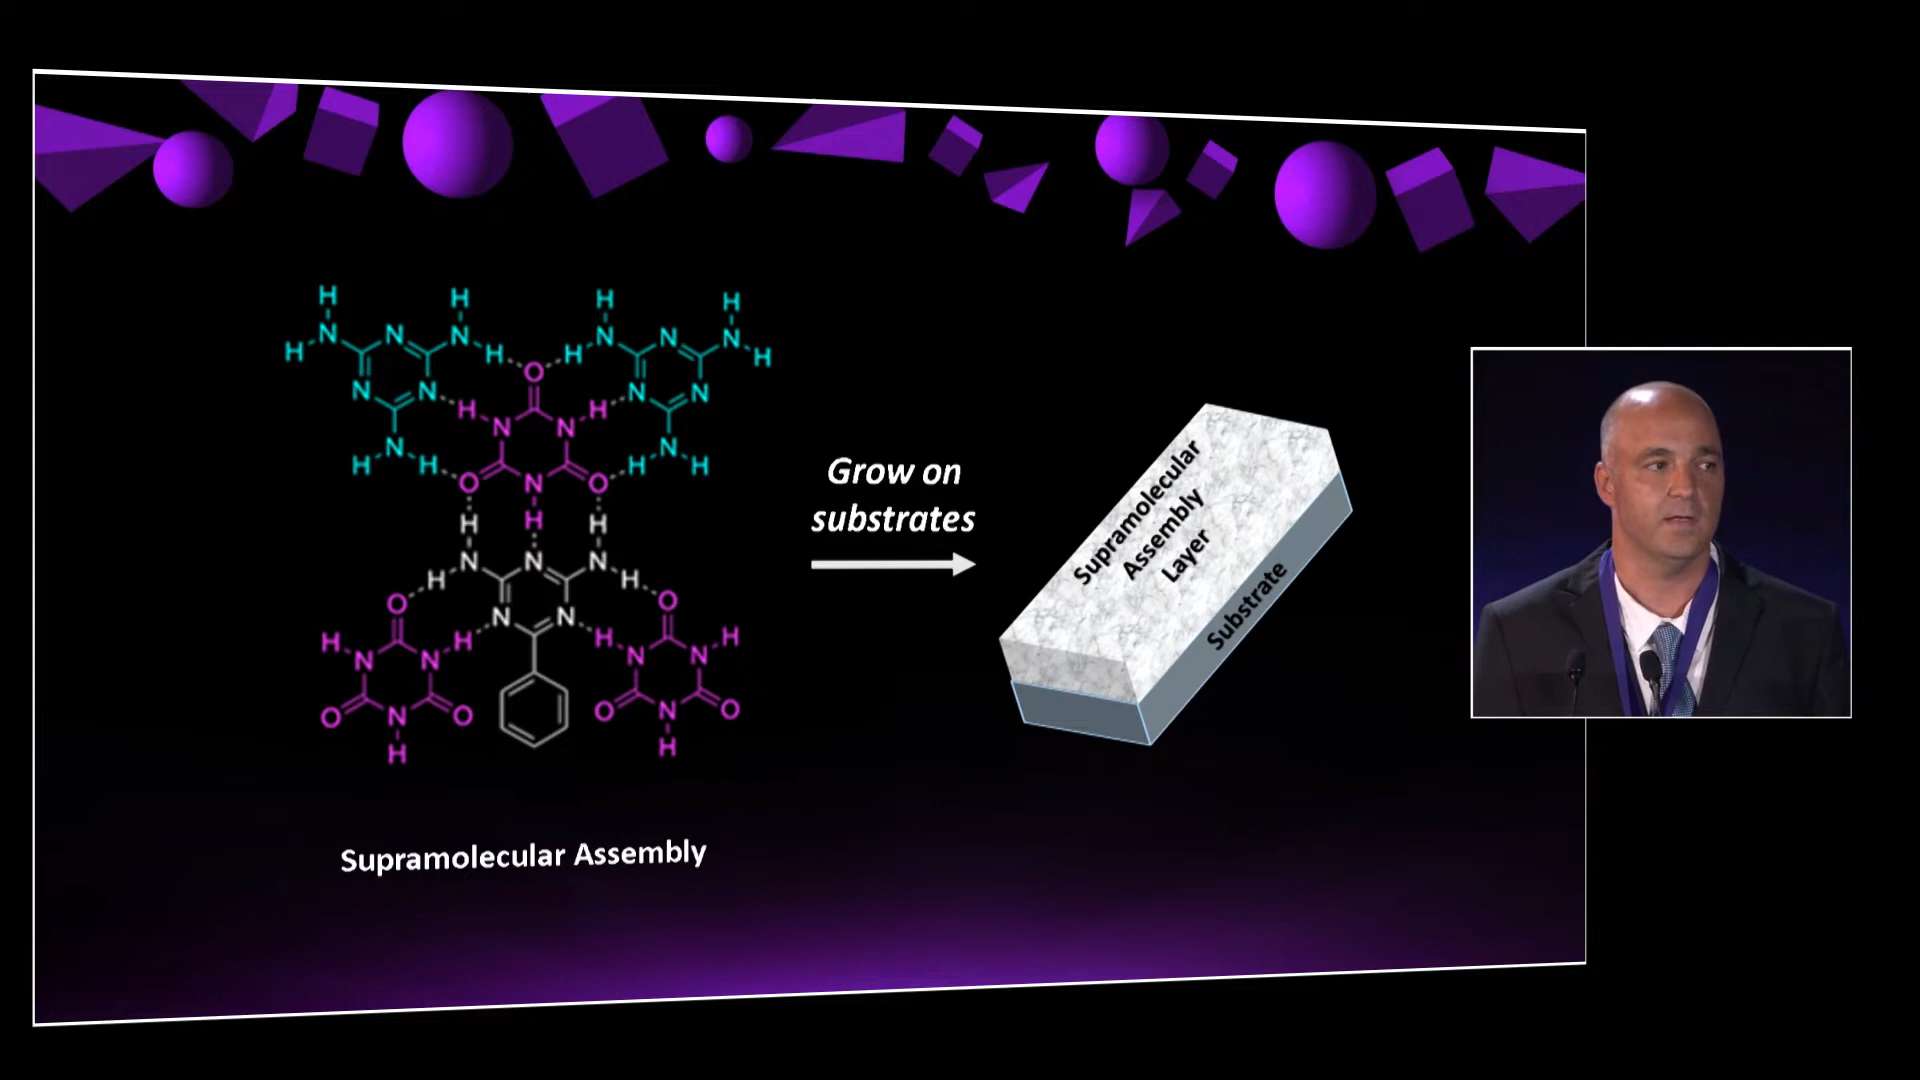 H H H H
N N N N N N
H H H H
O
N N N N
H H
N N
N N
H H H H
O N O
H H H
N N N
H H
O O
N N
H H H H
N N N N
O N O O N O
H H
Grow on
substrates
Supramolecular
Assembly
Layer
Substrate
Supramolecular Assembly